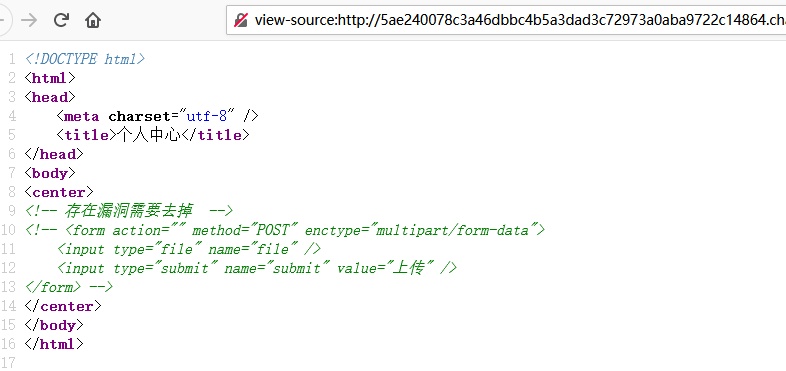 view-source:http://5ae240078c3a46dbbc4b5a3dad3c72973a0aba9722c14864.cha
1 <!DOCTYPE html>
2 <html>
3 <head>
4 <meta charset="utf-8" />
5 <title>个人中心</title>
6 </head>
7 <body>
8 <center>
9 <!-- 存在漏洞需要去掉  -->
10 <!-- <form action="" method="POST" enctype="multipart/form-data">
11 <input type="file" name="file" />
12 <input type="submit" name="submit" value="上传" />
13 </form> -->
14 </center>
15 </body>
16 </html>
17